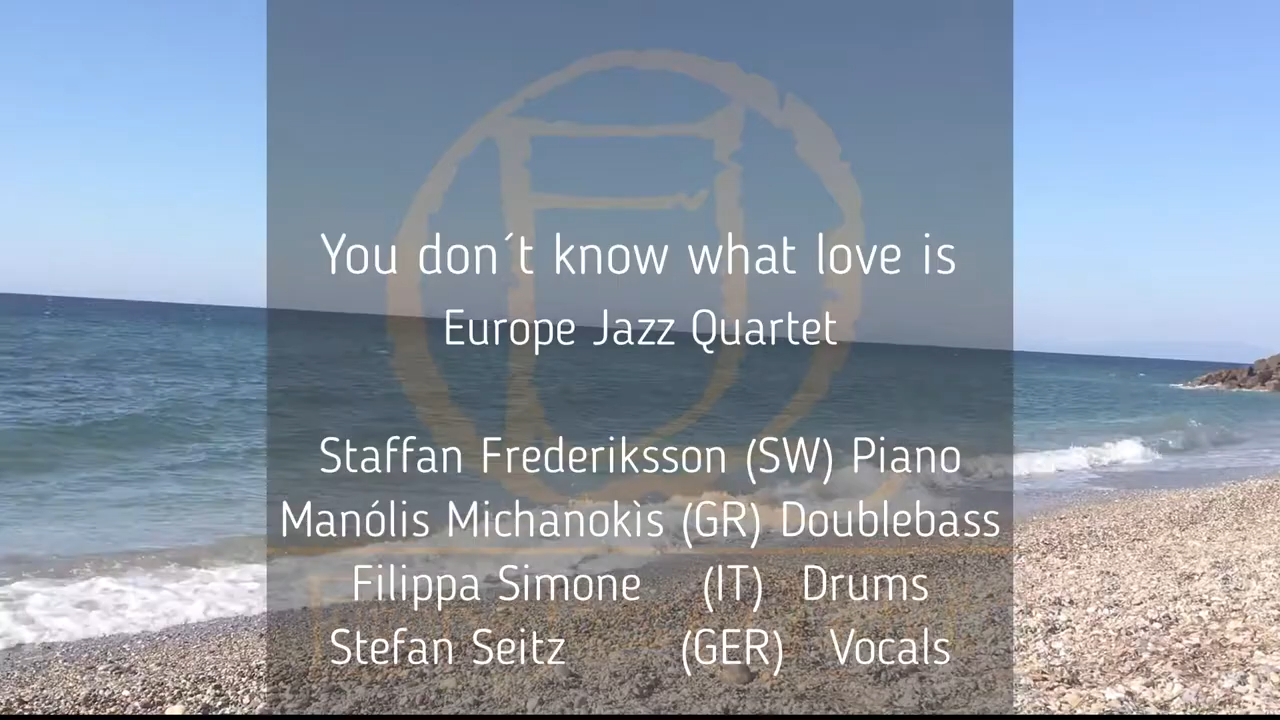 You don´t know what love is
Europe Jazz Quartet
Staffan Frederiksson (SW) Piano
Manólis Michanokìs (GR) Doublebass
Filippa Simone (IT) Drums
Stefan Seitz (GER) Vocals